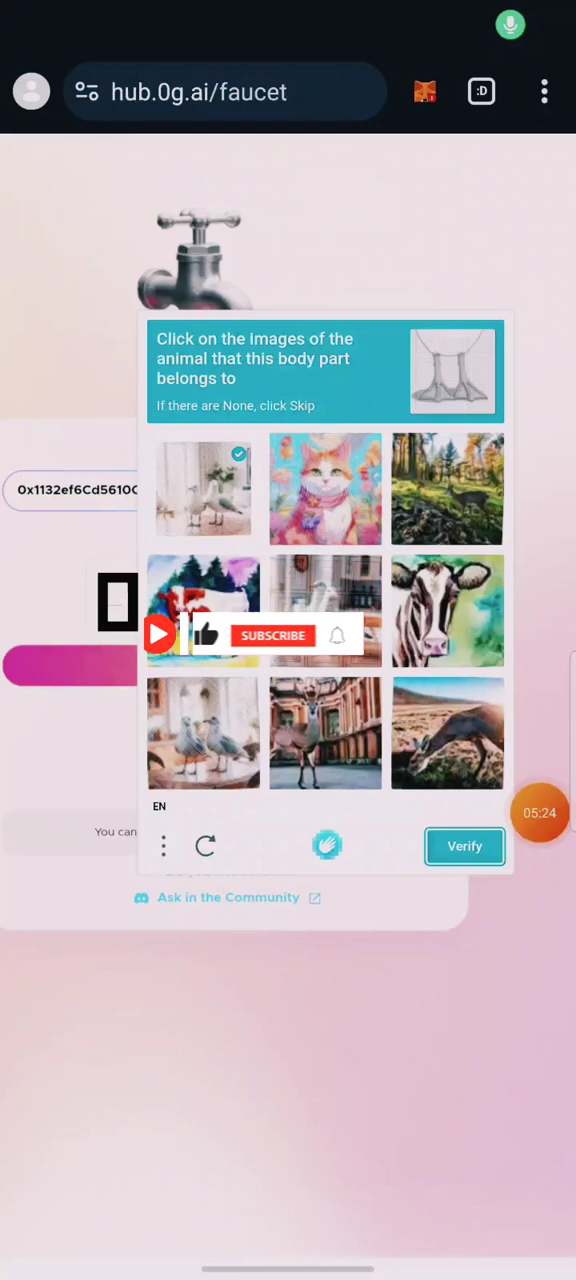 hub.0g.ai/faucet
:D
Click on the images of the
animal that this body part
belongs to
If there are None, click Skip
0x1132ef6Cd5610C
SUBSCRIBE
EN
05:24
You can
Verify
Ask in the Community